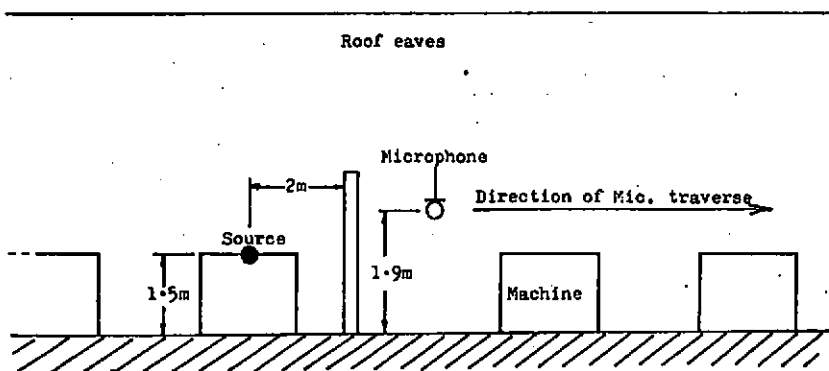 Roof eaves
Microphone
2m
Direction of Mic. traverse
Source
1·5m
1·9m
Machine